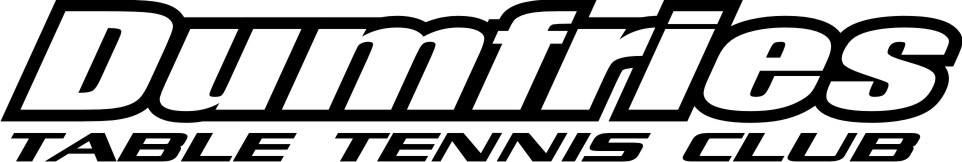 Dumfries
TABLE TENNIS CLUB